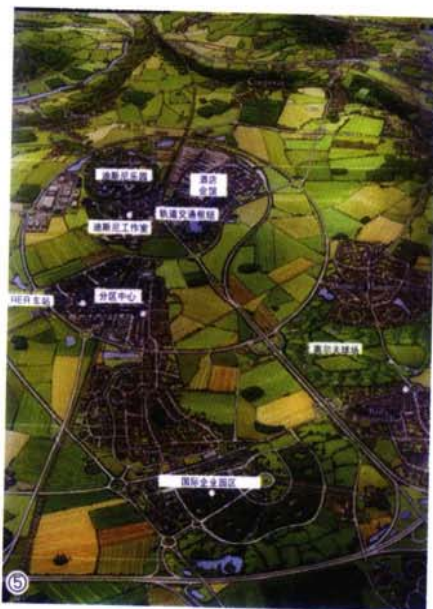 迪斯尼乐园
酒店
会馆
轨道交通枢纽
迪斯尼工作室
RER车站
分区中心
高尔夫球场
国际企业园区
⑤